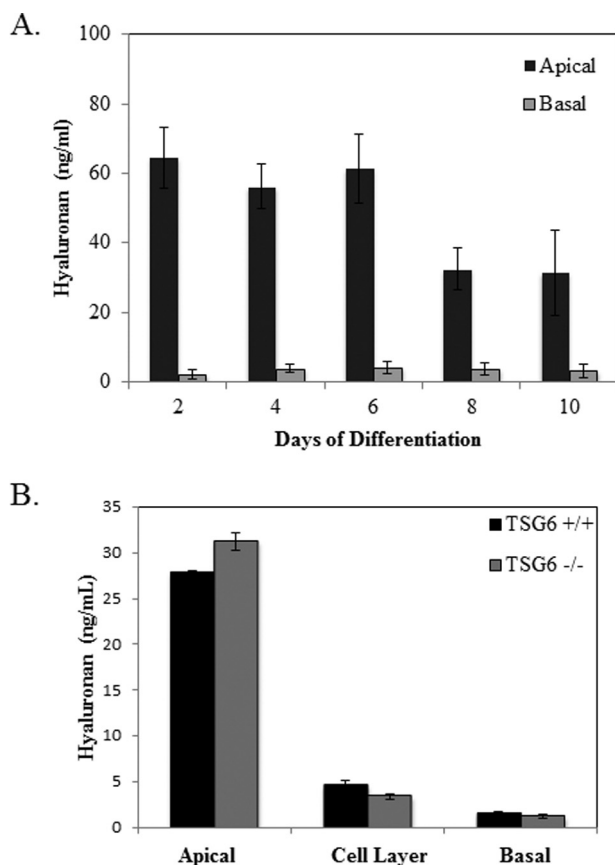 A.
100
80
60
40
20
0
Hyaluronan (ng/ml)
Apical
Basal
2 4 6 8 10
Days of Differentiation
B.
35
30
25
20
15
10
5
0
Hyaluronan (ng/mL)
TSG6 +/+
TSG6 -/-
Apical Cell Layer Basal